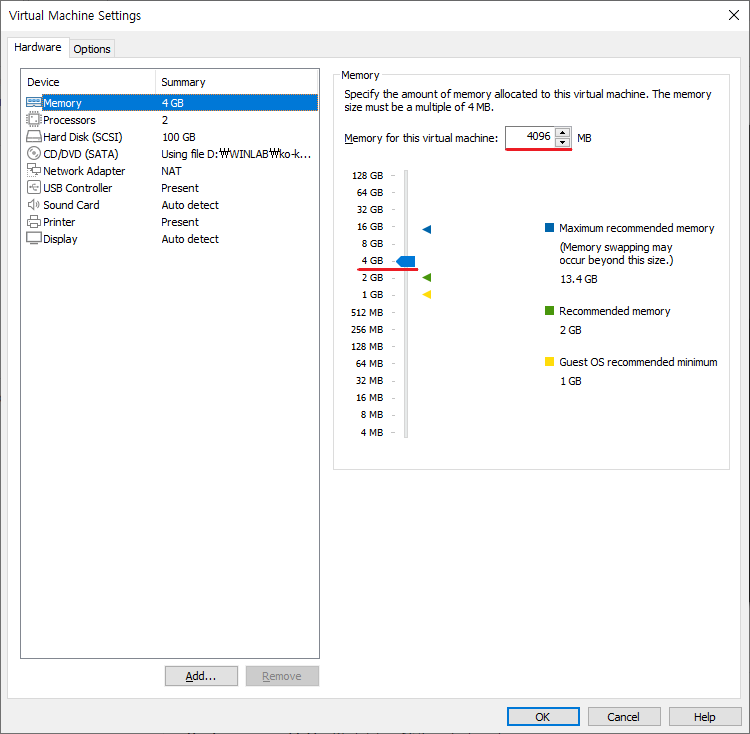 Virtual Machine Settings
Hardware
Options
Device Summary
Memory 4 GB
Processors 2
Hard Disk (SCSI) 100 GB
CD/DVD (SATA) Using file D:₩WINLAB₩ko-k...
Network Adapter NAT
USB Controller Present
Sound Card Auto detect
Printer Present
Display Auto detect
Add...
Remove
Memory
Specify the amount of memory allocated to this virtual machine. The memory
size must be a multiple of 4 MB.
Memory for this virtual machine: 4096 MB
128 GB
64 GB
32 GB
16 GB
8 GB
4 GB
2 GB
1 GB
512 MB
256 MB
128 MB
64 MB
32 MB
16 MB
8 MB
4 MB
Maximum recommended memory
(Memory swapping may
occur beyond this size.)
13.4 GB
Recommended memory
2 GB
Guest OS recommended minimum
1 GB
OK
Cancel
Help